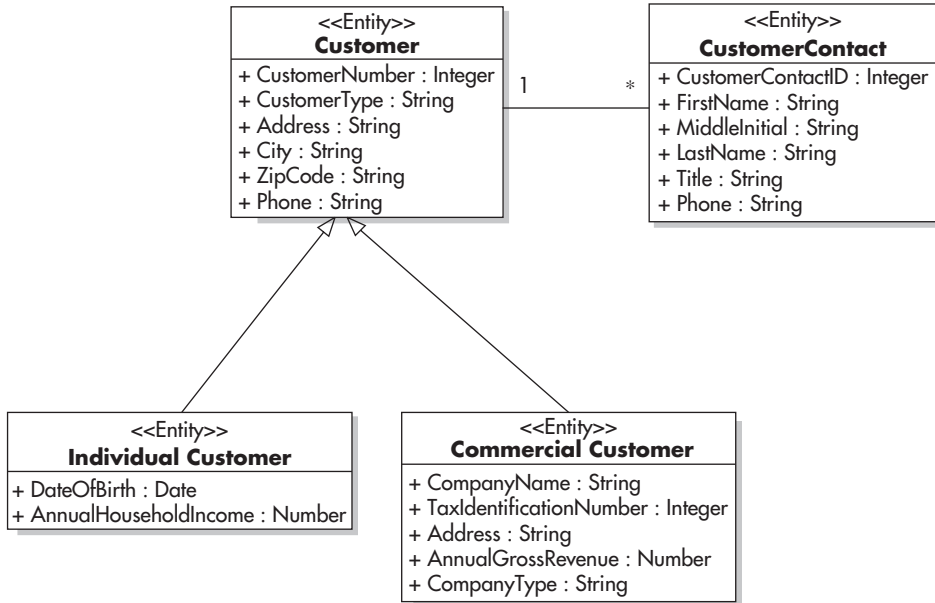 <<Entity>>
Customer
+ CustomerNumber : Integer
+ CustomerType : String
+ Address : String
+ City : String
+ ZipCode : String
+ Phone : String
1
*
<<Entity>>
CustomerContact
+ CustomerContactID : Integer
+ FirstName : String
+ MiddleInitial : String
+ LastName : String
+ Title : String
+ Phone : String
<<Entity>>
Individual Customer
+ DateOfBirth : Date
+ AnnualHouseholdIncome : Number
<<Entity>>
Commercial Customer
+ CompanyName : String
+ TaxIdentificationNumber : Integer
+ Address : String
+ AnnualGrossRevenue : Number
+ CompanyType : String